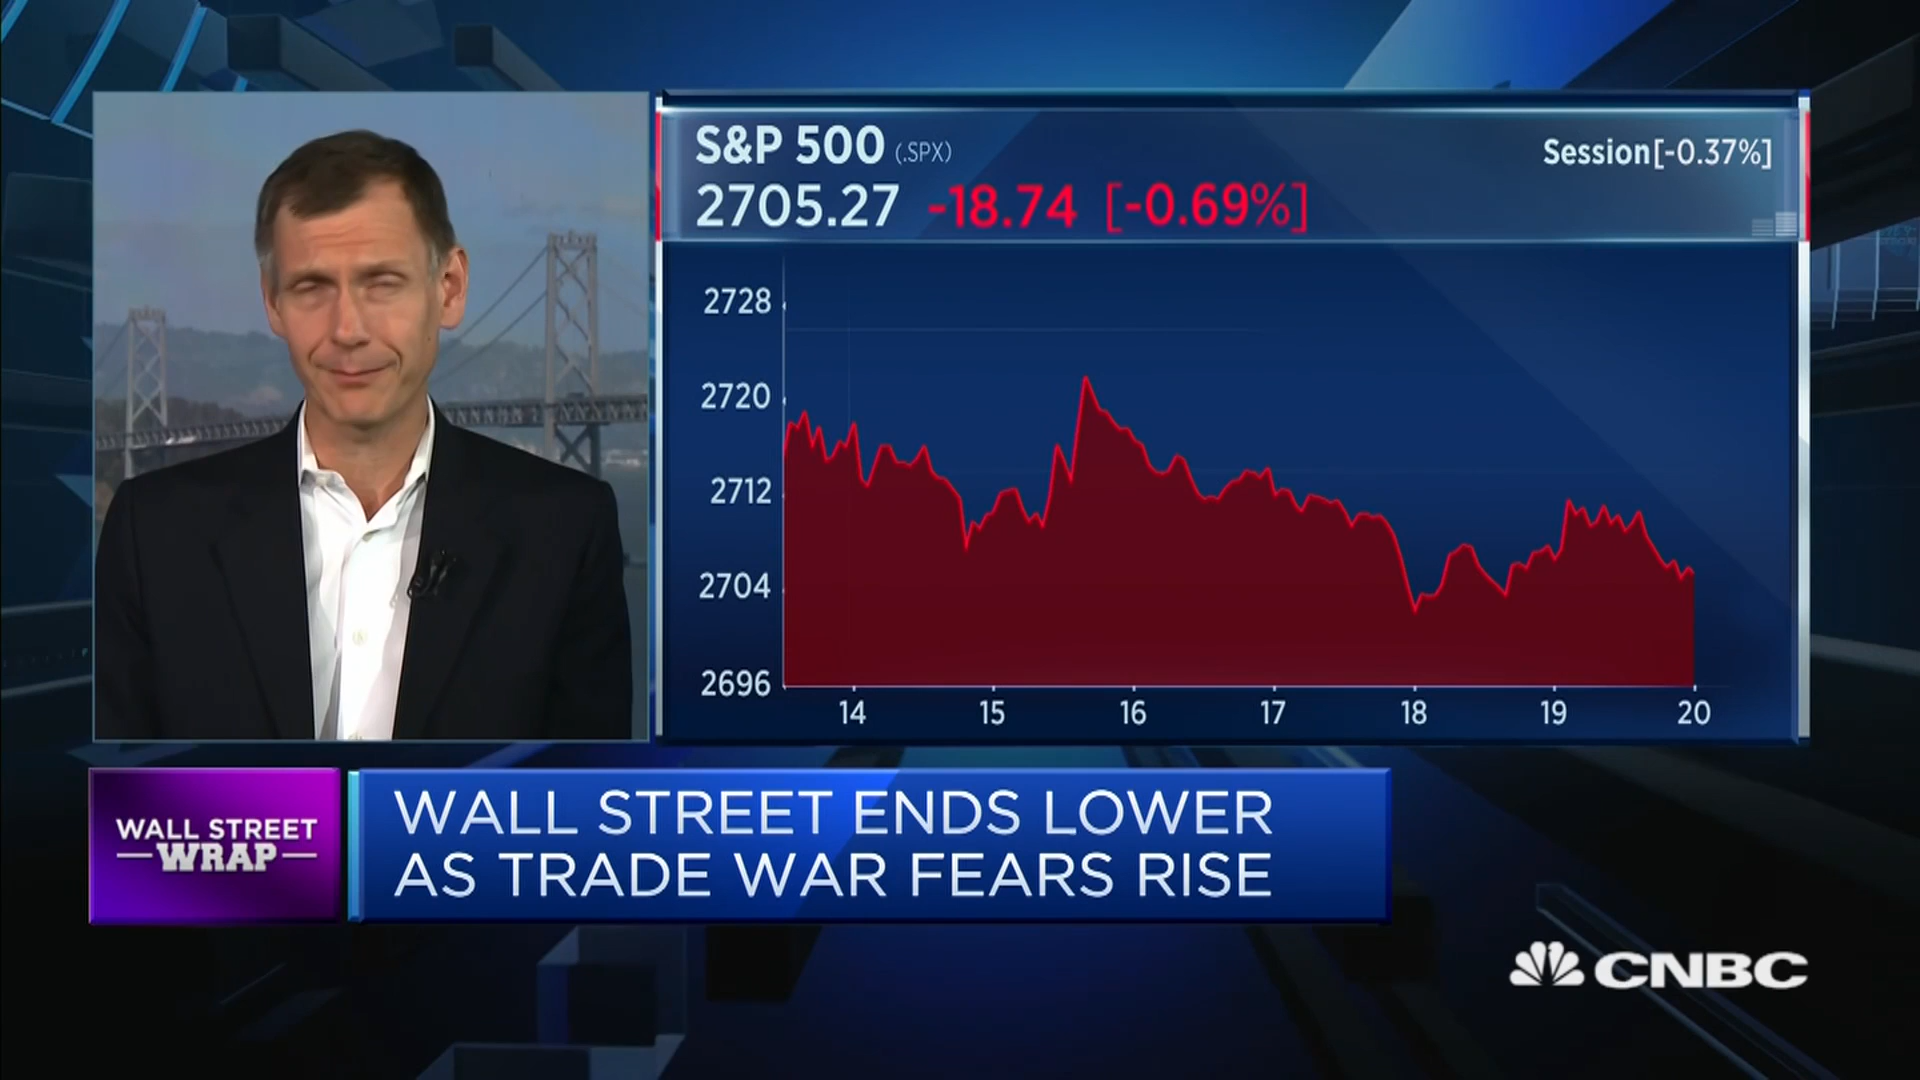 S&P 500 (.SPX)
Session[-0.37%]
2705.27 -18.74 [-0.69%]
2728
2720
2712
2704
2696
14 15 16 17 18 19 20
WALL STREET
WRAP
WALL STREET ENDS LOWER
AS TRADE WAR FEARS RISE
CNBC